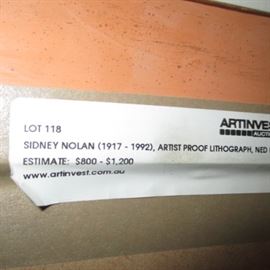 LOT 118
ARTINVEST
AUCTION
SIDNEY NOLAN (1917 - 1992), ARTIST PROOF LITHOGRAPH, NED
ESTIMATE: $800 - $1,200
www.artinvest.com.au